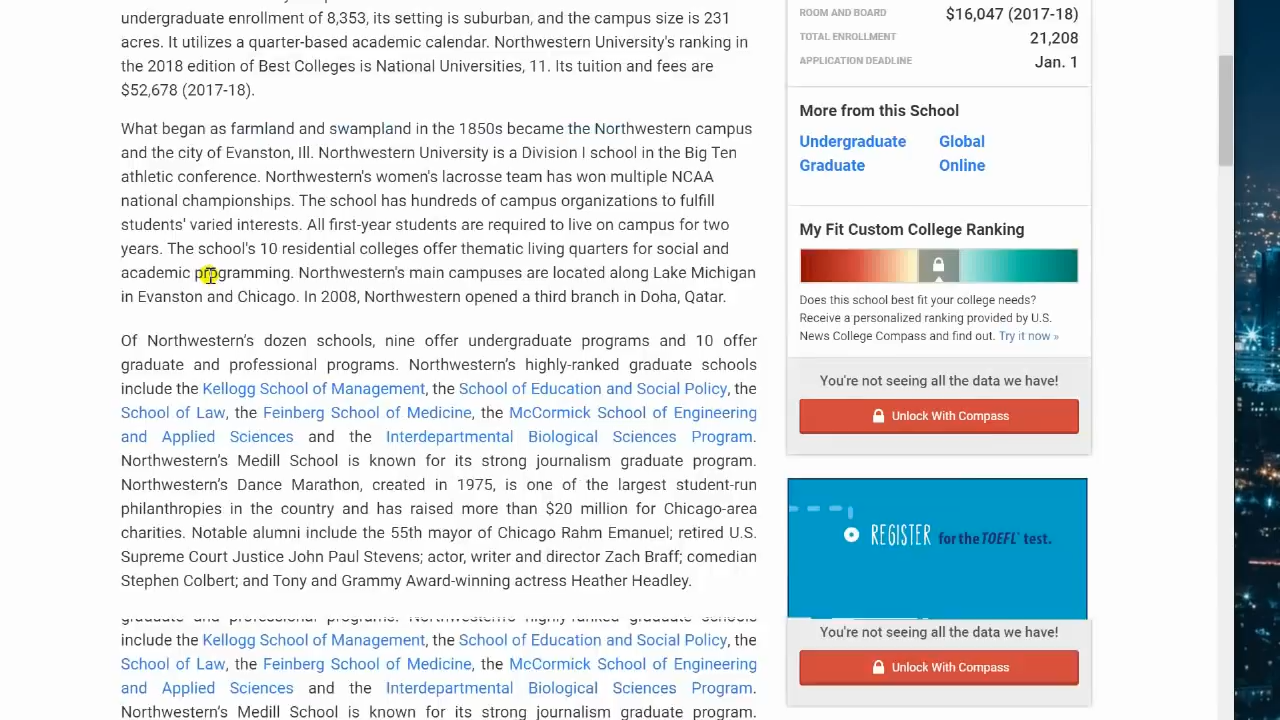 undergraduate enrollment of 8,353, its setting is suburban, and the campus size is 231
acres. It utilizes a quarter-based academic calendar. Northwestern University's ranking in
the 2018 edition of Best Colleges is National Universities, 11. Its tuition and fees are
$52,678 (2017-18).
What began as farmland and swampland in the 1850s became the Northwestern campus
and the city of Evanston, Ill. Northwestern University is a Division I school in the Big Ten
athletic conference. Northwestern's women's lacrosse team has won multiple NCAA
national championships. The school has hundreds of campus organizations to fulfill
students' varied interests. All first-year students are required to live on campus for two
years. The school's 10 residential colleges offer thematic living quarters for social and
academic programming. Northwestern's main campuses are located along Lake Michigan
in Evanston and Chicago. In 2008, Northwestern opened a third branch in Doha, Qatar.
Of Northwestern's dozen schools, nine offer undergraduate programs and 10 offer
graduate and professional programs. Northwestern's highly-ranked graduate schools
include the Kellogg School of Management, the School of Education and Social Policy, the
School of Law, the Feinberg School of Medicine, the McCormick School of Engineering
and Applied Sciences and the Interdepartmental Biological Sciences Program.
Northwestern's Medill School is known for its strong journalism graduate program.
Northwestern's Dance Marathon, created in 1975, is one of the largest student-run
philanthropies in the country and has raised more than $20 million for Chicago-area
charities. Notable alumni include the 55th mayor of Chicago Rahm Emanuel; retired U.S.
Supreme Court Justice John Paul Stevens; actor, writer and director Zach Braff; comedian
Stephen Colbert; and Tony and Grammy Award-winning actress Heather Headley.
graduate and professional programs. Northwestern's highly-ranked graduate schools
include the Kellogg School of Management, the School of Education and Social Policy, the
School of Law, the Feinberg School of Medicine, the McCormick School of Engineering
and Applied Sciences and the Interdepartmental Biological Sciences Program.
Northwestern's Medill School is known for its strong journalism graduate program.
ROOM AND BOARD $16,047 (2017-18)
TOTAL ENROLLMENT 21,208
APPLICATION DEADLINE Jan. 1
More from this School
Undergraduate Global
Graduate Online
My Fit Custom College Ranking
Does this school best fit your college needs?
Receive a personalized ranking provided by U.S.
News College Compass and find out. Try it now »
You're not seeing all the data we have!
Unlock With Compass
REGISTER for the TOEFL® test.
You're not seeing all the data we have!
Unlock With Compass